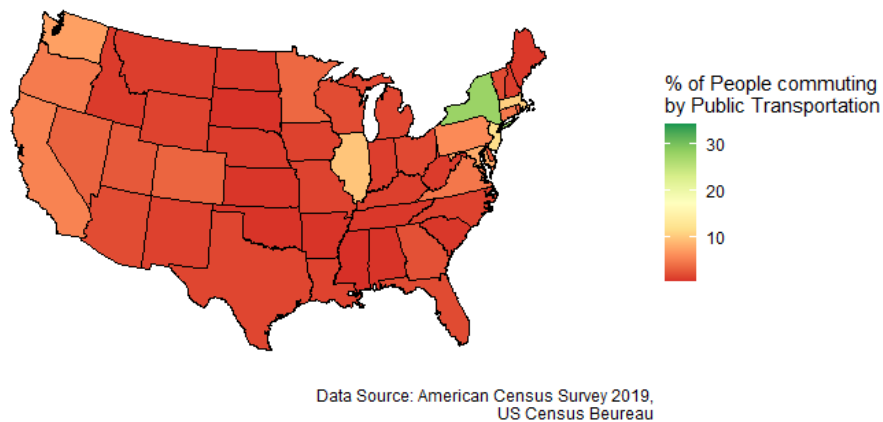 % of People commuting
by Public Transportation
30
20
10
Data Source: American Census Survey 2019,
US Census Beureau